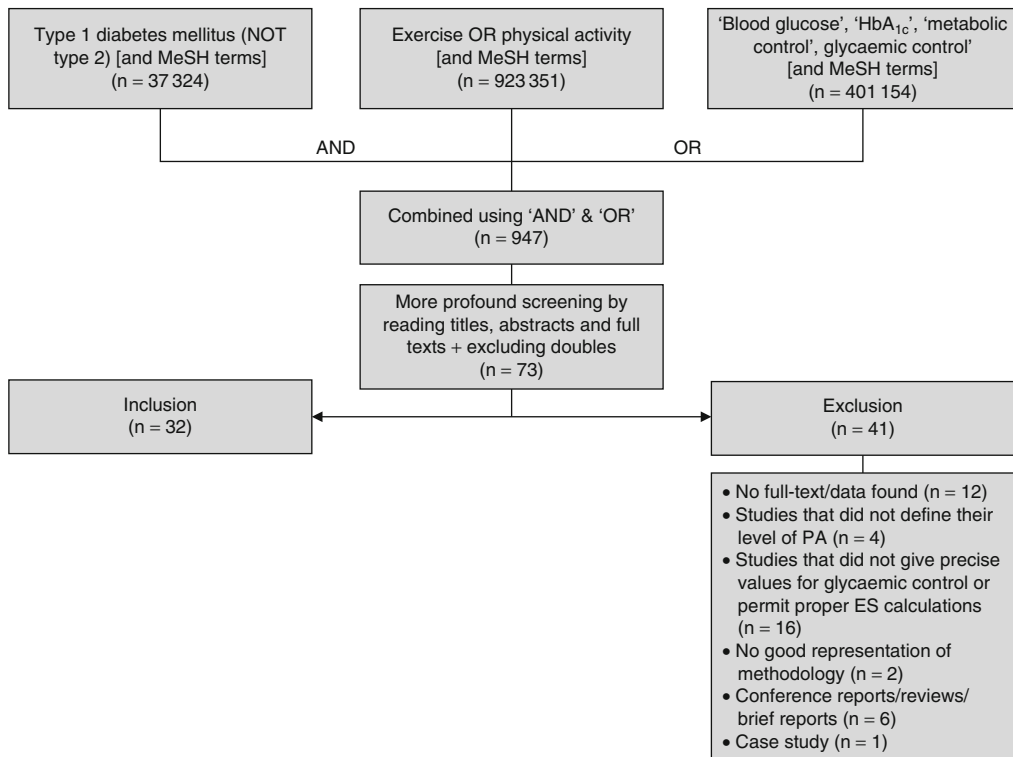 Type 1 diabetes mellitus (NOT
type 2) [and MeSH terms]
(n = 37 324)
Exercise OR physical activity
[and MeSH terms]
(n = 923 351)
‘Blood glucose’, ‘HbA1c’, ‘metabolic
control’, glycaemic control’
[and MeSH terms]
(n = 401 154)
AND
OR
Combined using ‘AND’ & ‘OR’
(n = 947)
More profound screening by
reading titles, abstracts and full
texts + excluding doubles
(n = 73)
Inclusion
(n = 32)
Exclusion
(n = 41)
• No full-text/data found (n = 12)
• Studies that did not define their
level of PA (n = 4)
• Studies that did not give precise
values for glycaemic control or
permit proper ES calculations
(n = 16)
• No good representation of
methodology (n = 2)
• Conference reports/reviews/
brief reports (n = 6)
• Case study (n = 1)